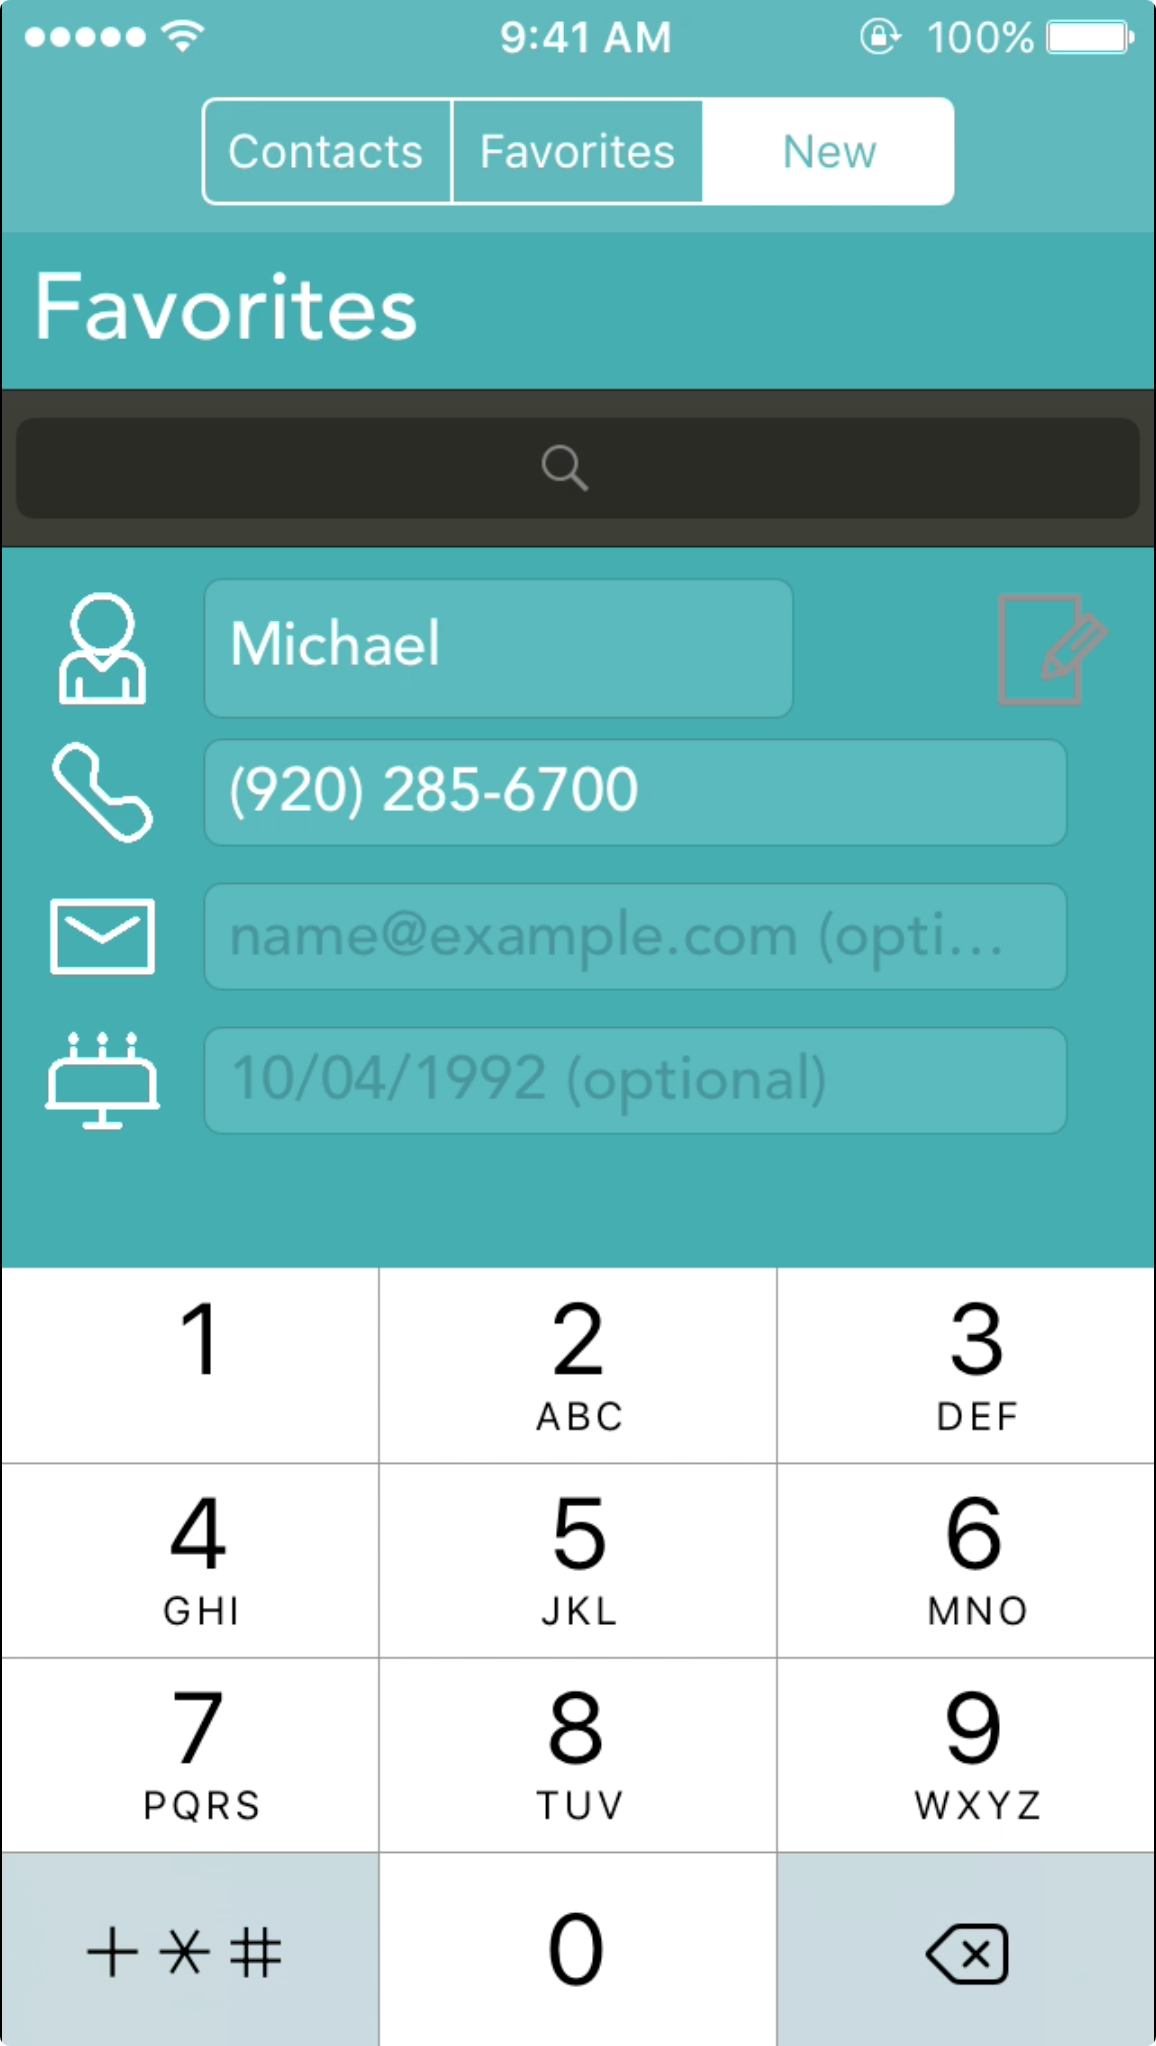 9:41 AM 100%
Contacts Favorites New
Favorites
Michael
(920) 285-6700
name@example.com (opti...
10/04/1992 (optional)
1 2 3
ABC DEF
4 5 6
GHI JKL MNO
7 8 9
PQRS TUV WXYZ
+*# 0